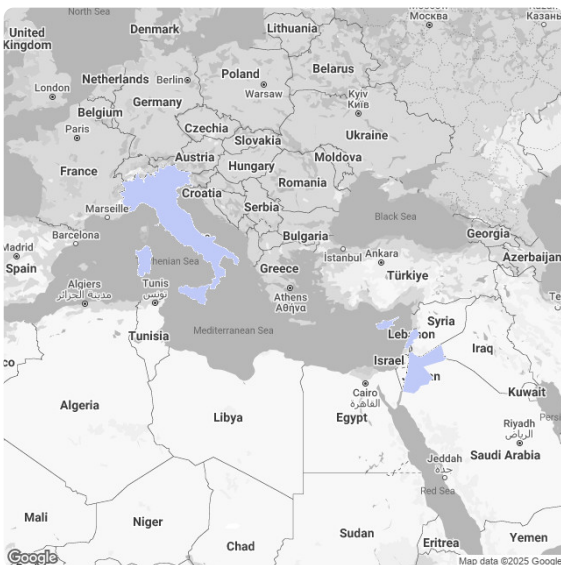 North Sea
Denmark
Lithuania
Москва
Казань
United
Kingdom
Netherlands
Berlin
Poland
Belarus
London
Germany
Warsaw
Belgium
Kyiv
Київ
Paris
Czechia
Ukraine
Slovakia
France
Austria
Moldova
Hungary
Croatia
Romania
Marseille
Serbia
Black Sea
Barcelona
Bulgaria
Georgia
Madrid
Istanbul
Ankara
Azerbaijan
Spain
Greece
Türkiye
Algiers
مدينة الجزائر
Tunis
تونس
Athens
Αθήνα
Syria
Tunisia
Mediterranean Sea
Iraq
Israel
Cairo
القاهرة
Kuwait
Algeria
Libya
Egypt
Riyadh
الرياض
Jeddah
جدة
Saudi Arabia
Red Sea
Mali
Niger
Chad
Sudan
Eritrea
Yemen
Google
Map data ©2025 Google